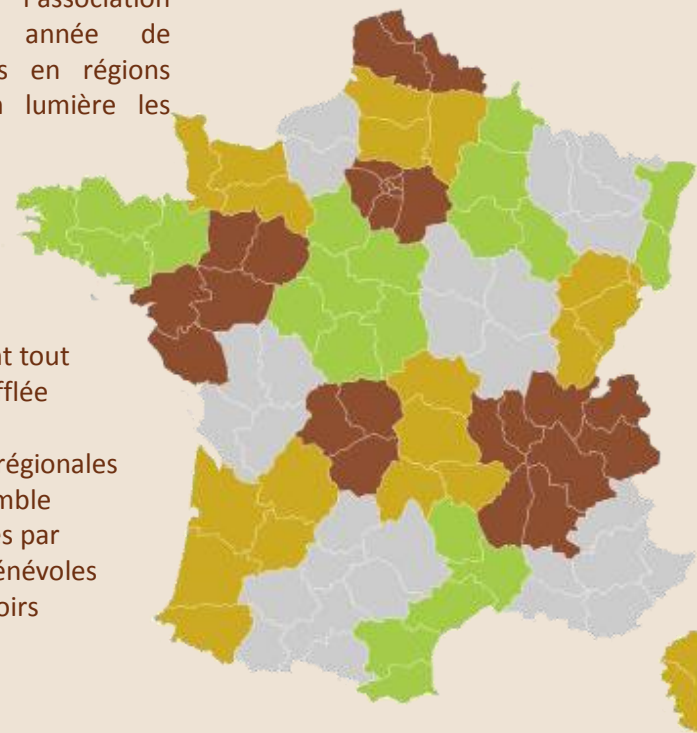 l'association
année de
s en régions
lumière les
nt tout
fflée
régionales
mble
s par
énévoles
oirs